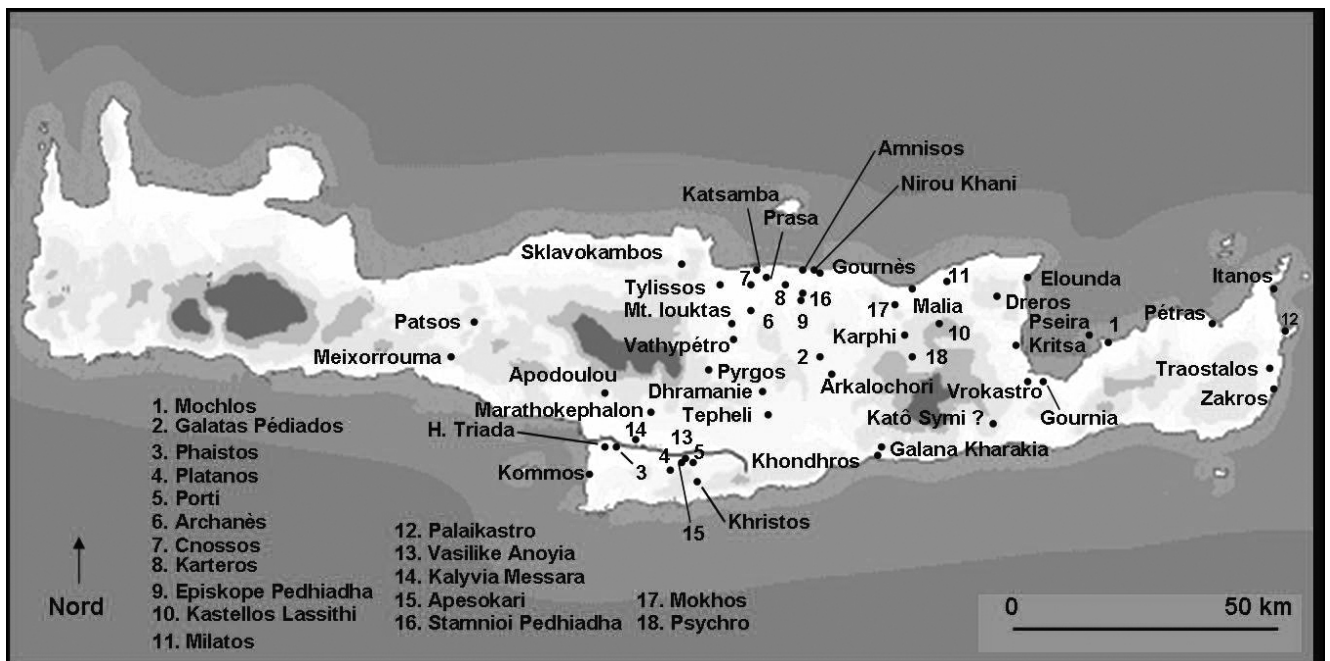 Amnisos
Nirou Khani
Katsamba
Prasa
Sklavokambos
Gournès
Elounda
Itanos
7
11
Tylissos
8
16
17
Malia
Dreros
Mt. Iouktas
6
9
10
Pseira
1
Pétras
12
Patsos
Vathypétro
Karphi
Kritsa
Meixorrouma
2
18
Traostalos
Apodoulou
Pyrgos
Arkalochori
Vrokastro
Zakros
Dhramanie
Marathokephalon
Tepheli
Katô Symi ?
Gournia
H. Triada
14
13
Galana Kharakia
Kommos
3
4
5
Khondhros
15
Khristos
1. Mochlos
2. Galatas Pédiados
3. Phaistos
4. Platanos
5. Porti
6. Archanès
7. Cnossos
8. Karteros
9. Episkope Pedhiadha
10. Kastellos Lassithi
11. Milatos
12. Palaikastro
13. Vasilike Anoyia
14. Kalyvia Messara
15. Apesokari
16. Stamnioi Pedhiadha
17. Mokhos
18. Psychro
Nord
0 50 km